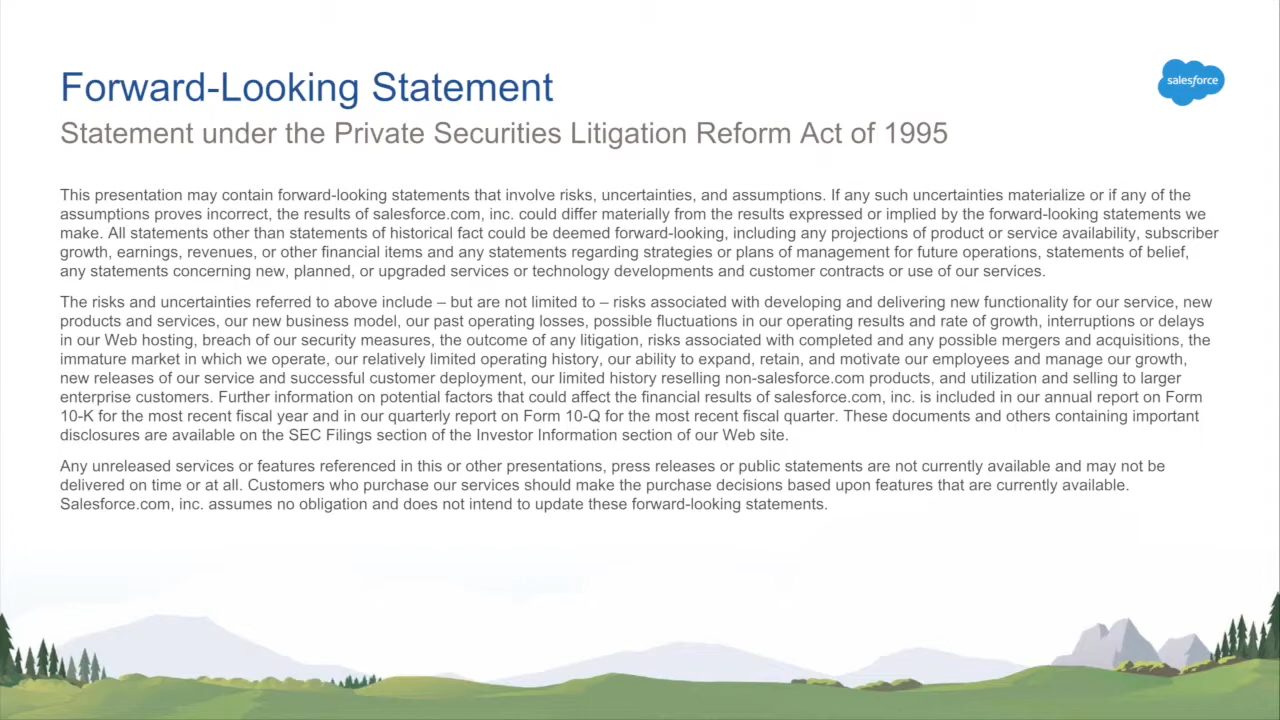 Forward-Looking Statement
salesforce
Statement under the Private Securities Litigation Reform Act of 1995
This presentation may contain forward-looking statements that involve risks, uncertainties, and assumptions. If any such uncertainties materialize or if any of the
assumptions proves incorrect, the results of salesforce.com, inc. could differ materially from the results expressed or implied by the forward-looking statements we
make. All statements other than statements of historical fact could be deemed forward-looking, including any projections of product or service availability, subscriber
growth, earnings, revenues, or other financial items and any statements regarding strategies or plans of management for future operations, statements of belief,
any statements concerning new, planned, or upgraded services or technology developments and customer contracts or use of our services.
The risks and uncertainties referred to above include – but are not limited to – risks associated with developing and delivering new functionality for our service, new
products and services, our new business model, our past operating losses, possible fluctuations in our operating results and rate of growth, interruptions or delays
in our Web hosting, breach of our security measures, the outcome of any litigation, risks associated with completed and any possible mergers and acquisitions, the
immature market in which we operate, our relatively limited operating history, our ability to expand, retain, and motivate our employees and manage our growth,
new releases of our service and successful customer deployment, our limited history reselling non-salesforce.com products, and utilization and selling to larger
enterprise customers. Further information on potential factors that could affect the financial results of salesforce.com, inc. is included in our annual report on Form
10-K for the most recent fiscal year and in our quarterly report on Form 10-Q for the most recent fiscal quarter. These documents and others containing important
disclosures are available on the SEC Filings section of the Investor Information section of our Web site.
Any unreleased services or features referenced in this or other presentations, press releases or public statements are not currently available and may not be
delivered on time or at all. Customers who purchase our services should make the purchase decisions based upon features that are currently available.
Salesforce.com, inc. assumes no obligation and does not intend to update these forward-looking statements.